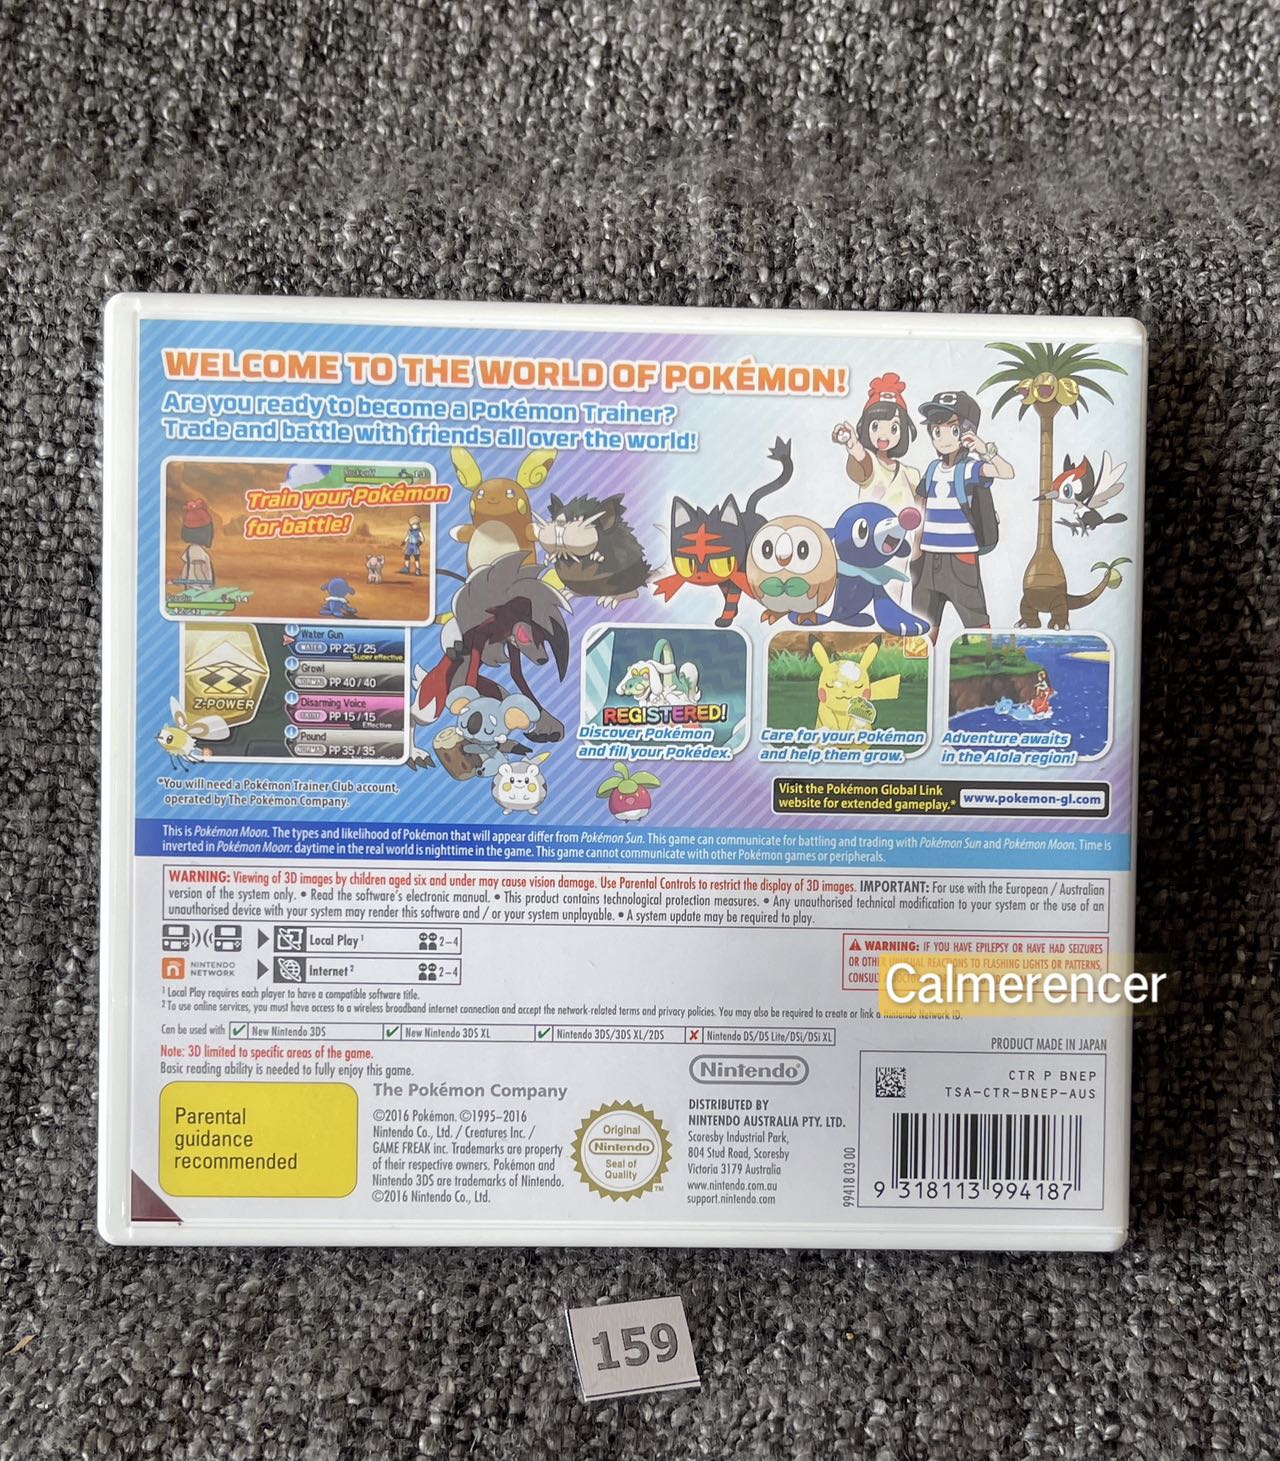 WELCOME TO THE WORLD OF POKÉMON!
Are you ready to become a Pokémon Trainer?
Trade and battle with friends all over the world!
Train your Pokémon
for battle!
Z-POWER
Water Gun
WATER PP 25/25
Super effective
Growl
NORMAL PP 40/40
Disarming Voice
FAIRY PP 15/15
Effective
Pound
NORMAL PP 35/35
REGISTERED!
Discover Pokémon
and fill your Pokédex.
Care for your Pokémon
and help them grow.
Adventure awaits
in the Alola region!
*You will need a Pokémon Trainer Club account,
operated by The Pokémon Company.
Visit the Pokémon Global Link
website for extended gameplay.*
www.pokemon-gl.com
This is Pokémon Moon. The types and likelihood of Pokémon that will appear differ from Pokémon Sun. This game can communicate for battling and trading with Pokémon Sun and Pokémon Moon. Time is
inverted in Pokémon Moon: daytime in the real world is nighttime in the game. This game cannot communicate with other Pokémon games or peripherals.
WARNING: Viewing of 3D images by children aged six and under may cause vision damage. Use Parental Controls to restrict the display of 3D images. IMPORTANT: For use with the European / Australian
version of the system only. • Read the software's electronic manual. • This product contains technological protection measures. • Any unauthorised technical modification to your system or the use of an
unauthorised device with your system may render this software and / or your system unplayable. • A system update may be required to play.
Local Play¹ 2–4
NINTENDO
NETWORK
Internet² 2–4
WARNING: IF YOU HAVE EPILEPSY OR HAVE HAD SEIZURES
OR OTHER UNUSUAL REACTIONS TO FLASHING LIGHTS OR PATTERNS,
CONSUL
Calmerencer
¹ Local Play requires each player to have a compatible software title.
² To use online services, you must have access to a wireless broadband internet connection and accept the network-related terms and privacy policies. You may also be required to create or link a Nintendo Network ID.
Can be used with ✓ New Nintendo 3DS ✓ New Nintendo 3DS XL ✓ Nintendo 3DS/3DS XL/2DS ✗ Nintendo DS/DS Lite/DSi/DSi XL
Note: 3D limited to specific areas of the game.
Basic reading ability is needed to fully enjoy this game.
PRODUCT MADE IN JAPAN
Parental
guidance
recommended
The Pokémon Company
©2016 Pokémon. ©1995–2016
Nintendo Co., Ltd. / Creatures Inc. /
GAME FREAK inc. Trademarks are property
of their respective owners. Pokémon and
Nintendo 3DS are trademarks of Nintendo.
©2016 Nintendo Co., Ltd.
Original
Nintendo
Seal of
Quality
TM
Nintendo®
DISTRIBUTED BY
NINTENDO AUSTRALIA PTY. LTD.
Scoresby Industrial Park,
804 Stud Road, Scoresby
Victoria 3179 Australia
www.nintendo.com.au
support.nintendo.com
99418 03 00
CTR P BNEP
TSA-CTR-BNEP-AUS
9 318113 994187
159